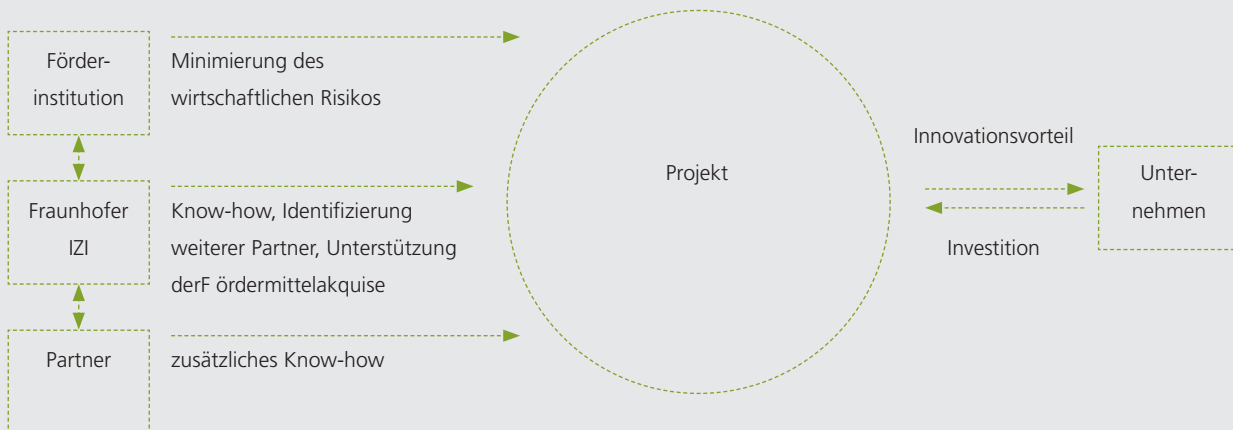 Förder-
institution
Minimierung des
wirtschaftlichen Risikos
Fraunhofer
IZI
Know-how, Identifizierung
weiterer Partner, Unterstützung
derF ördermittelakquise
Partner
zusätzliches Know-how
Projekt
Innovationsvorteil
Investition
Unter-
nehmen